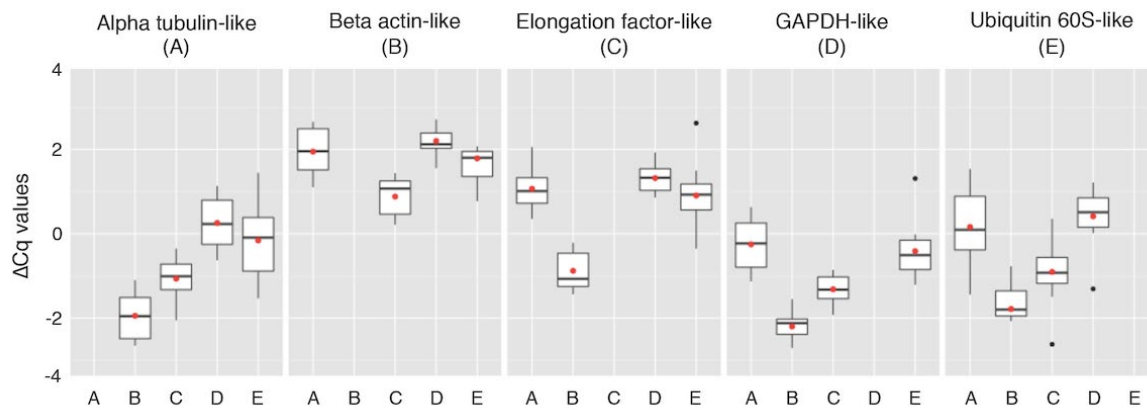 Alpha tubulin-like Beta actin-like Elongation factor-like GAPDH-like Ubiquitin 60S-like
(A) (B) (C) (D) (E)
4
2
0
-2
-4
ΔCq values
A B C D E A B C D E A B C D E A B C D E A B C D E